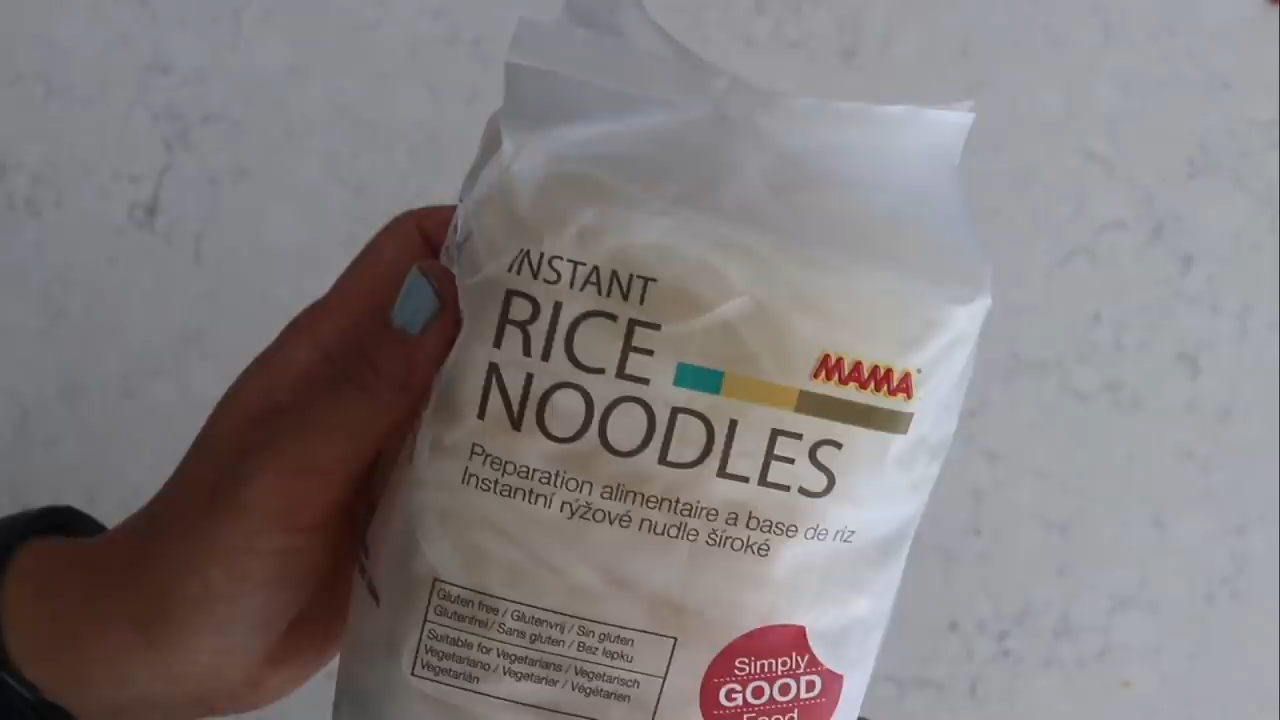 INSTANT
RICE
NOODLES
MAMA
Preparation alimentaire a base de riz
Instantní rýžové nudle široké
Gluten free / Glutenvrij / Sin gluten
Glutenfrei / Sans gluten / Bez lepku
Suitable for Vegetarians / Vegetarisch
Vegetariano / Vegetarier / Végétarien
Vegetarián
Simply
GOOD
Food